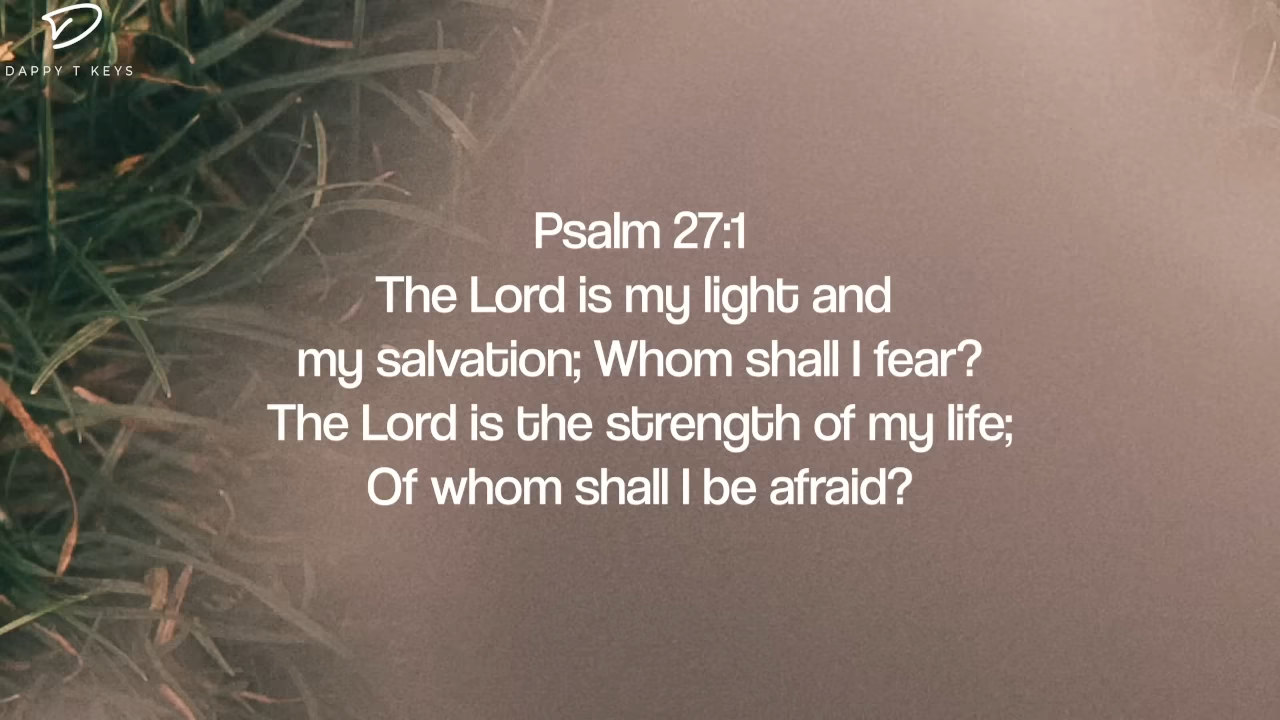 DAPPY T KEYS
Psalm 27:1
The Lord is my light and
my salvation; Whom shall I fear?
The Lord is the strength of my life;
Of whom shall I be afraid?